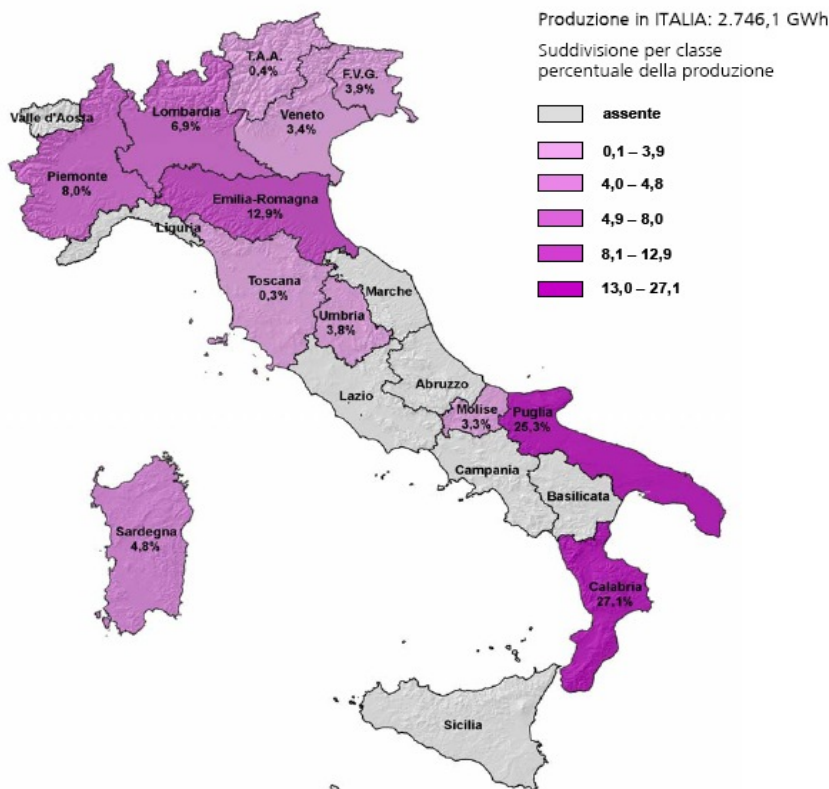 Produzione in ITALIA: 2.746,1 GWh
Suddivisione per classe
percentuale della produzione
assente
0,1 – 3,9
4,0 – 4,8
4,9 – 8,0
8,1 – 12,9
13,0 – 27,1
T.A.A.
0,4%
F.V.G.
3,9%
Valle d'Aosta
Lombardia
6,9%
Veneto
3,4%
Piemonte
8,0%
Emilia-Romagna
12,9%
Liguria
Toscana
0,3%
Marche
Umbria
3,8%
Lazio
Abruzzo
Molise
3,3%
Puglia
25,3%
Campania
Basilicata
Sardegna
4,8%
Calabria
27,1%
Sicilia